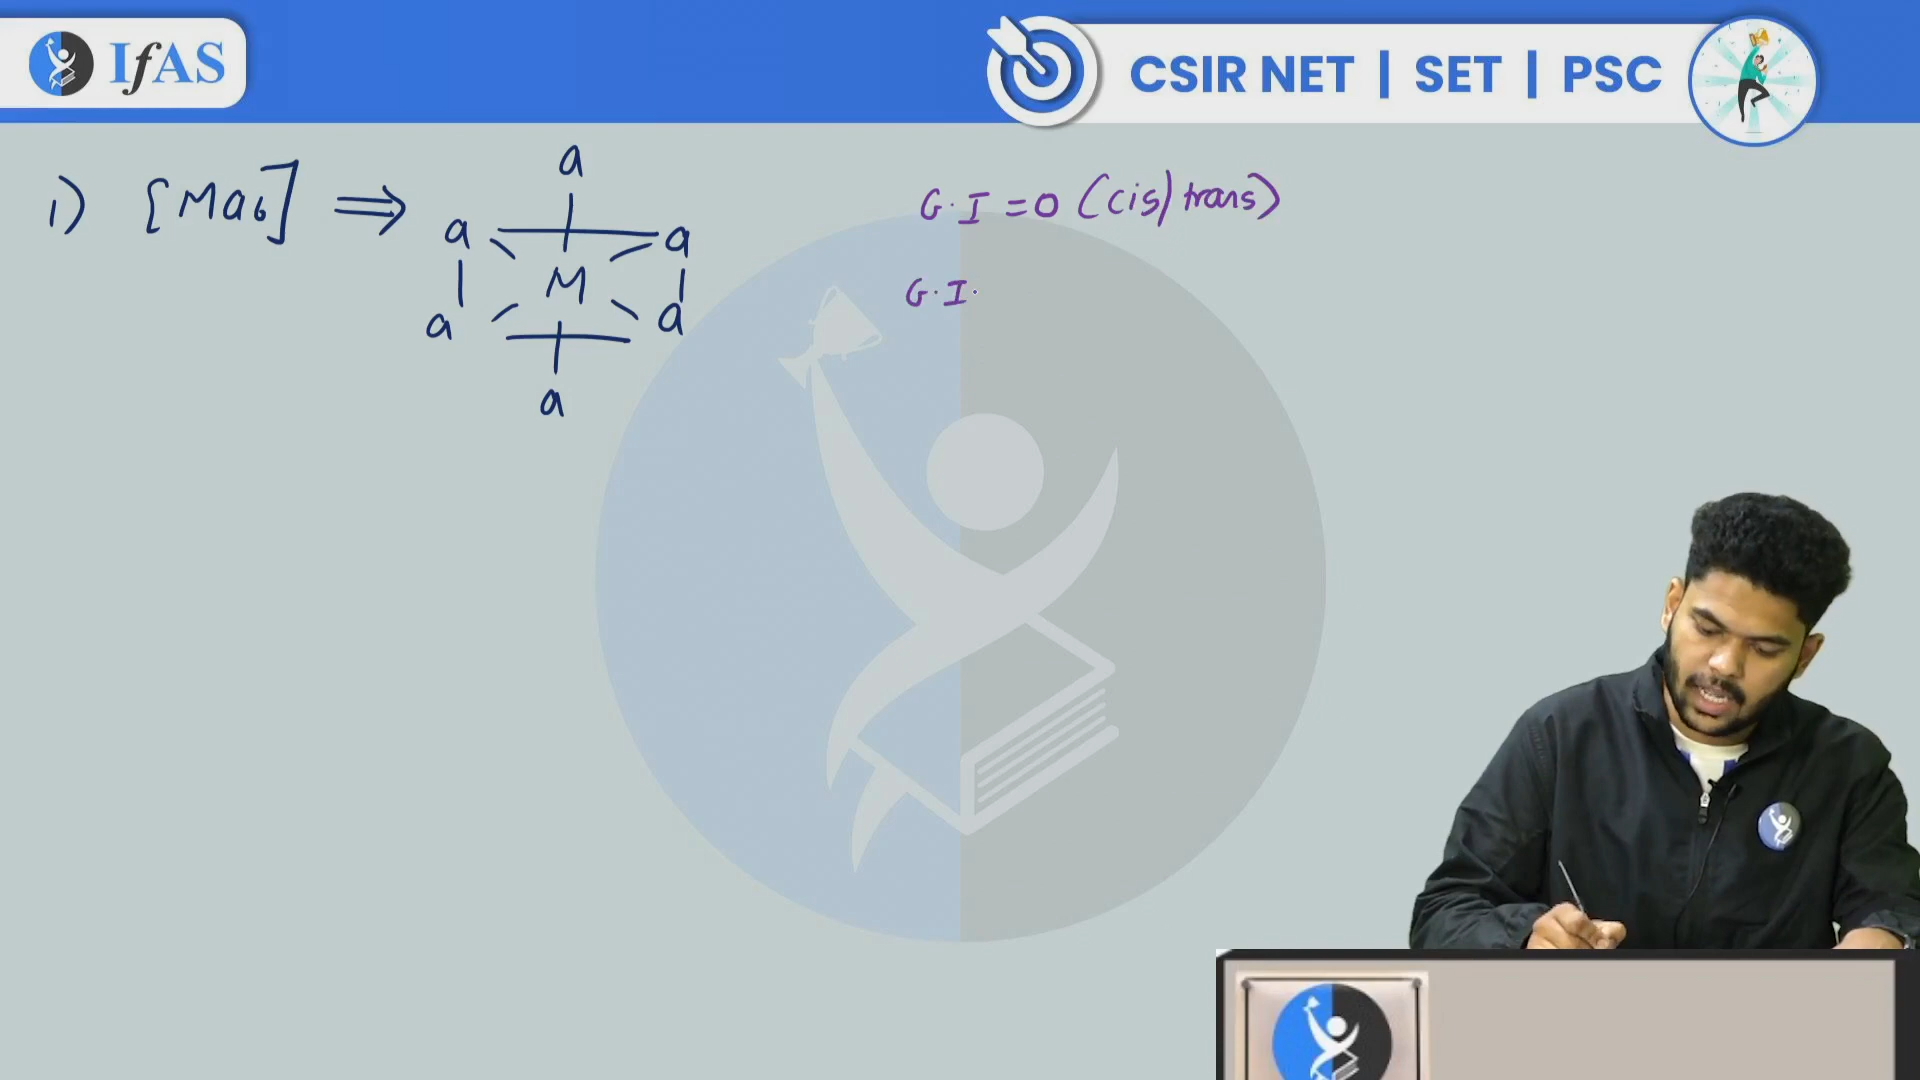 IfAS
CSIR NET | SET | PSC
1) [Ma6] ⇒
a
a a
M
a a
a
G.I = 0 (cis/trans)
G.I.